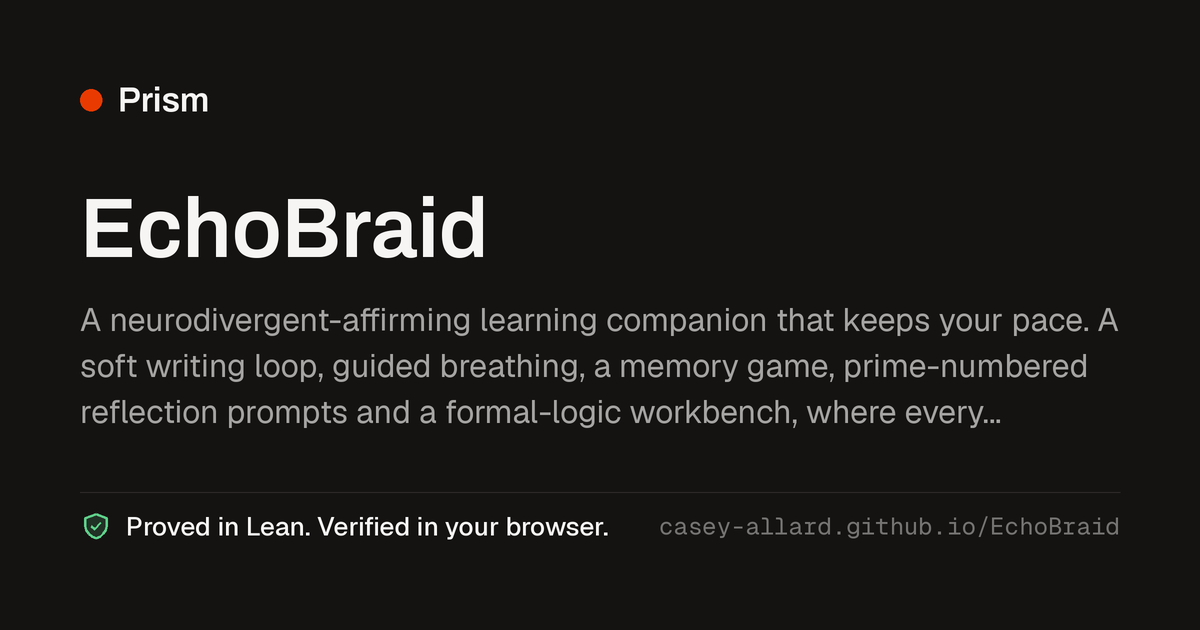 Prism
EchoBraid
A neurodivergent-affirming learning companion that keeps your pace. A
soft writing loop, guided breathing, a memory game, prime-numbered
reflection prompts and a formal-logic workbench, where every…
Proved in Lean. Verified in your browser.
casey-allard.github.io/EchoBraid